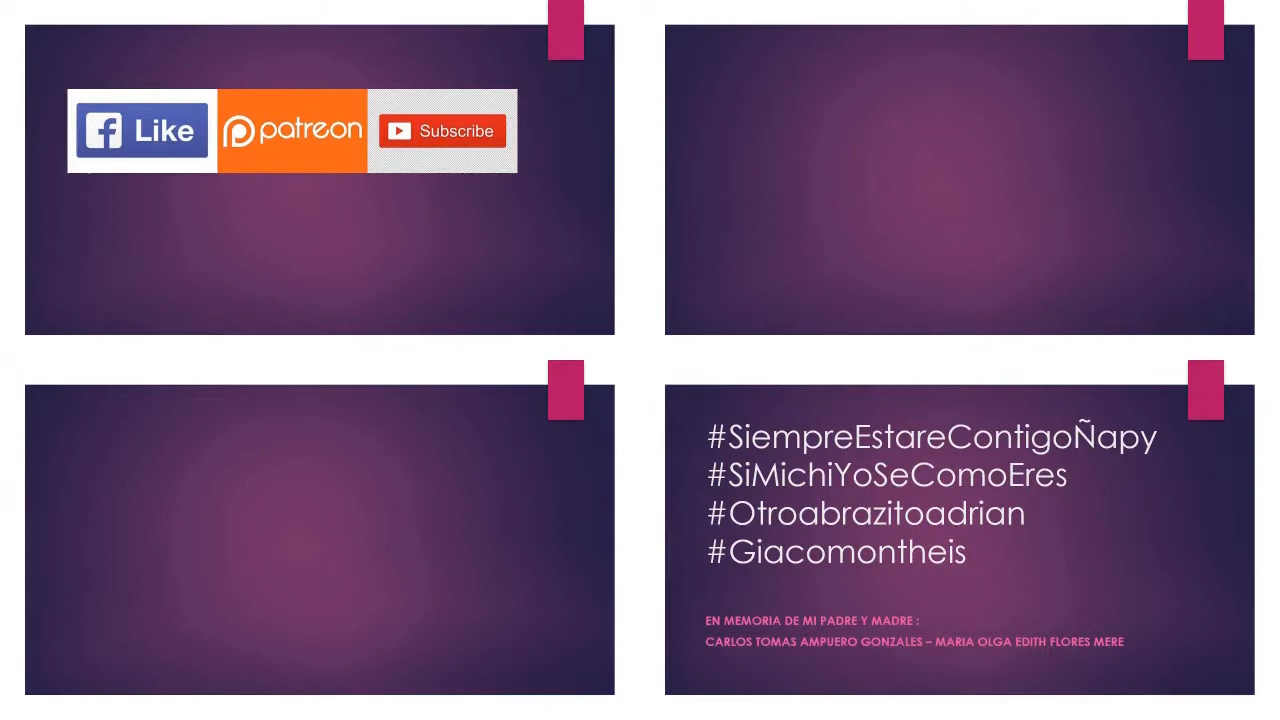 Like
patreon
Subscribe
#SiempreEstareContigoÑapy
#SiMichiYoSeComoEres
#Otroabrazitoadrian
#Giacomontheis
EN MEMORIA DE MI PADRE Y MADRE :
CARLOS TOMAS AMPUERO GONZALES – MARIA OLGA EDITH FLORES MERE